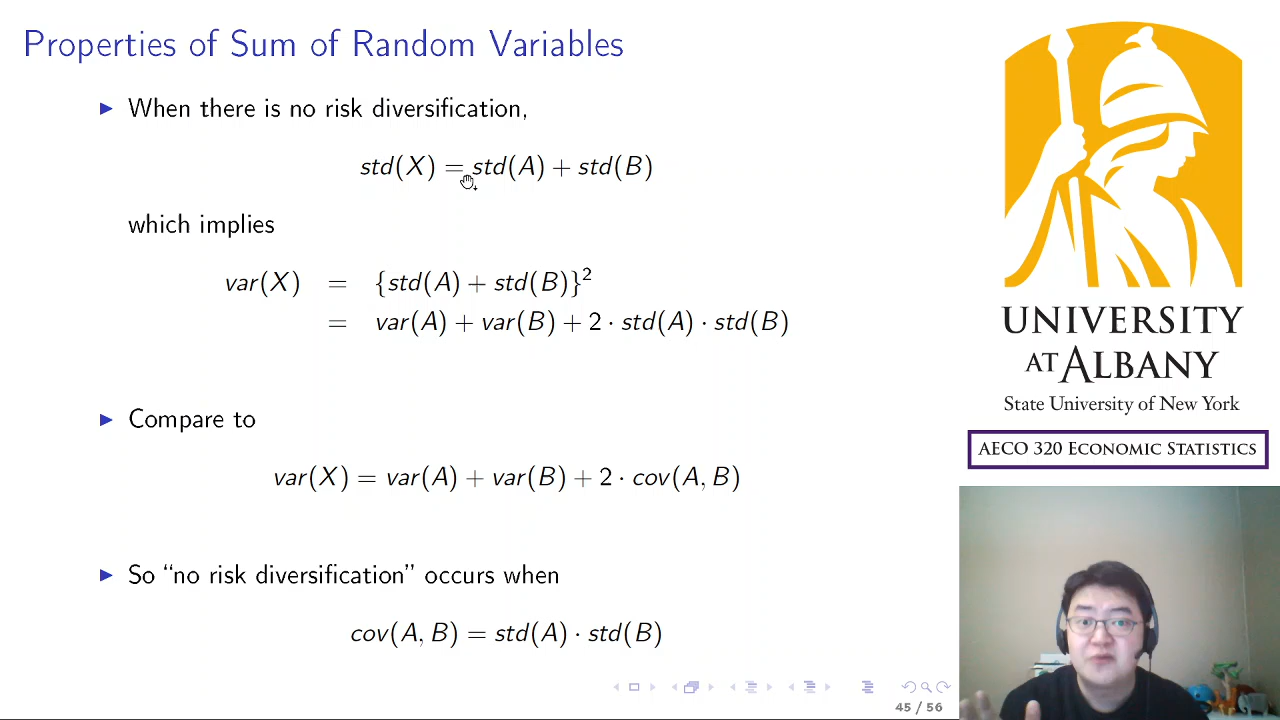 Properties of Sum of Random Variables
▶ When there is no risk diversification,
std(X) = std(A) + std(B)
which implies
var(X) = {std(A) + std(B)}²
= var(A) + var(B) + 2 · std(A) · std(B)
▶ Compare to
var(X) = var(A) + var(B) + 2 · cov(A, B)
▶ So “no risk diversification” occurs when
cov(A, B) = std(A) · std(B)
45 / 56
UNIVERSITY
AT ALBANY
State University of New York
AECO 320 ECONOMIC STATISTICS